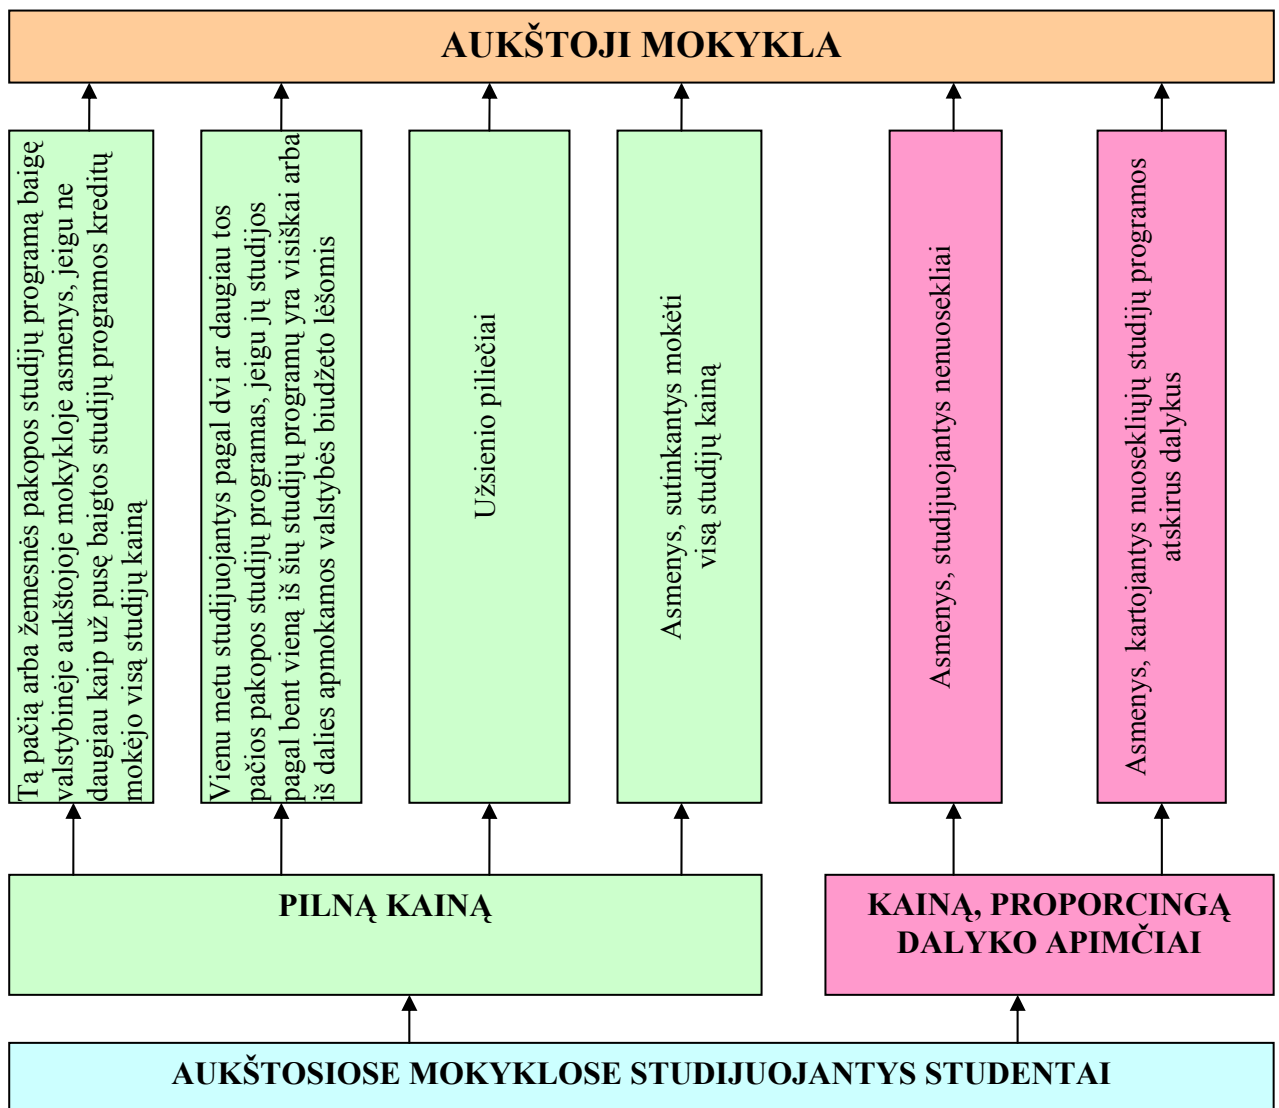 AUKŠTOJI MOKYKLA
Tą pačią arba žemesnės pakopos studijų programą baigę
valstybinėje aukštojoje mokykloje asmenys, jeigu ne
daugiau kaip už pusę baigtos studijų programos kreditų
mokėjo visą studijų kainą
Vienu metu studijuojantys pagal dvi ar daugiau tos
pačios pakopos studijų programas, jeigu jų studijos
pagal bent vieną iš šių studijų programų yra visiškai arba
iš dalies apmokamos valstybės biudžeto lėšomis
Užsienio piliečiai
Asmenys, sutinkantys mokėti
visą studijų kainą
Asmenys, studijuojantys nenuosekliai
Asmenys, kartojantys nuosekliųjų studijų programos
atskirus dalykus
PILNĄ KAINĄ
KAINĄ, PROPORCINGĄ
DALYKO APIMČIAI
AUKŠTOSIOSE MOKYKLOSE STUDIJUOJANTYS STUDENTAI